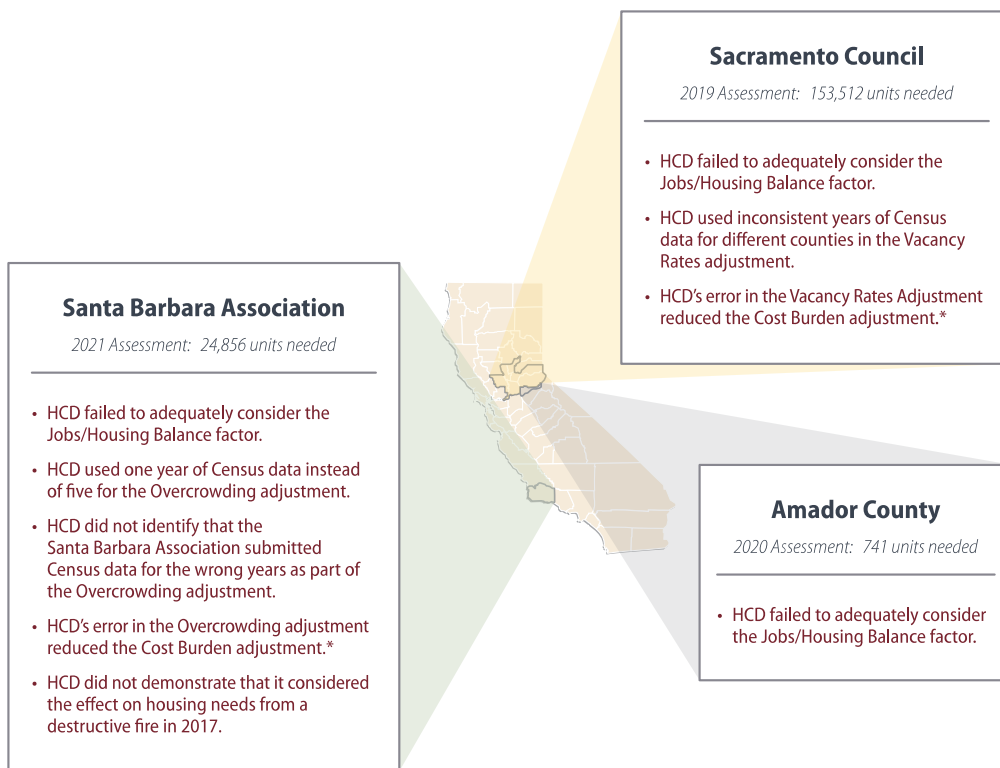 Sacramento Council
2019 Assessment: 153,512 units needed
• HCD failed to adequately consider the
Jobs/Housing Balance factor.
• HCD used inconsistent years of Census
data for different counties in the Vacancy
Rates adjustment.
• HCD's error in the Vacancy Rates Adjustment
reduced the Cost Burden adjustment.*
Santa Barbara Association
2021 Assessment: 24,856 units needed
• HCD failed to adequately consider the
Jobs/Housing Balance factor.
• HCD used one year of Census data instead
of five for the Overcrowding adjustment.
• HCD did not identify that the
Santa Barbara Association submitted
Census data for the wrong years as part of
the Overcrowding adjustment.
• HCD's error in the Overcrowding adjustment
reduced the Cost Burden adjustment.*
• HCD did not demonstrate that it considered
the effect on housing needs from a
destructive fire in 2017.
Amador County
2020 Assessment: 741 units needed
• HCD failed to adequately consider
the Jobs/Housing Balance factor.